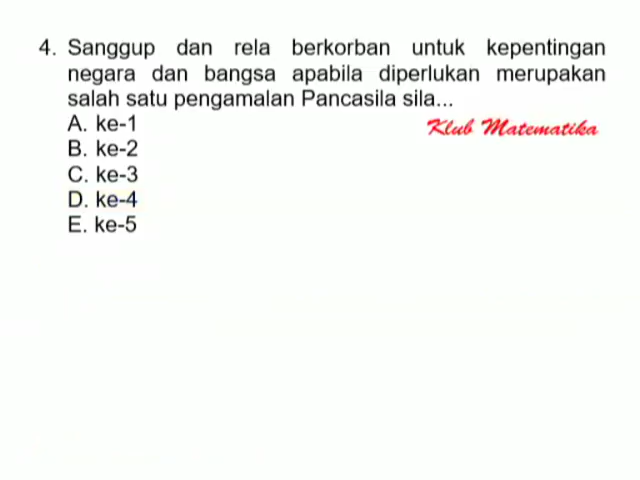 4. Sanggup dan rela berkorban untuk kepentingan
negara dan bangsa apabila diperlukan merupakan
salah satu pengamalan Pancasila sila...
A. ke-1
Klub Matematika
B. ke-2
C. ke-3
D. ke-4
E. ke-5